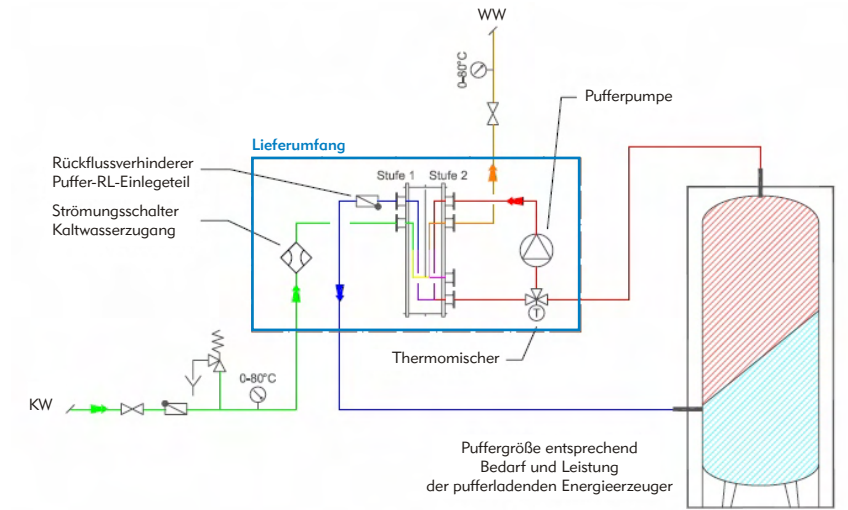 WW
0-80°C
Pufferpumpe
Lieferumfang
Rückflussverhinderer
Puffer-RL-Einlegeteil
Stufe 1 Stufe 2
Strömungsschalter
Kaltwasserzugang
T
Thermomischer
0-80°C
KW
Puffergröße entsprechend
Bedarf und Leistung
der pufferladenden Energieerzeuger